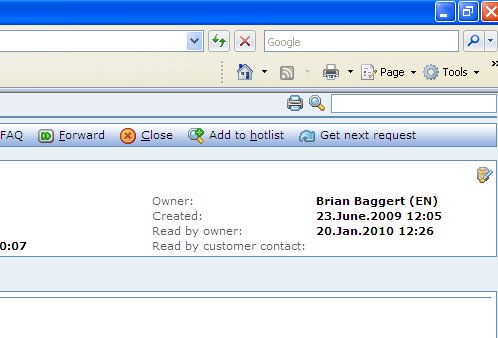 Google
Page Tools
FAQ Forward Close Add to hotlist Get next request
Owner: Brian Baggert (EN)
Created: 23.June.2009 12:05
Read by owner: 20.Jan.2010 12:26
0:07 Read by customer contact: